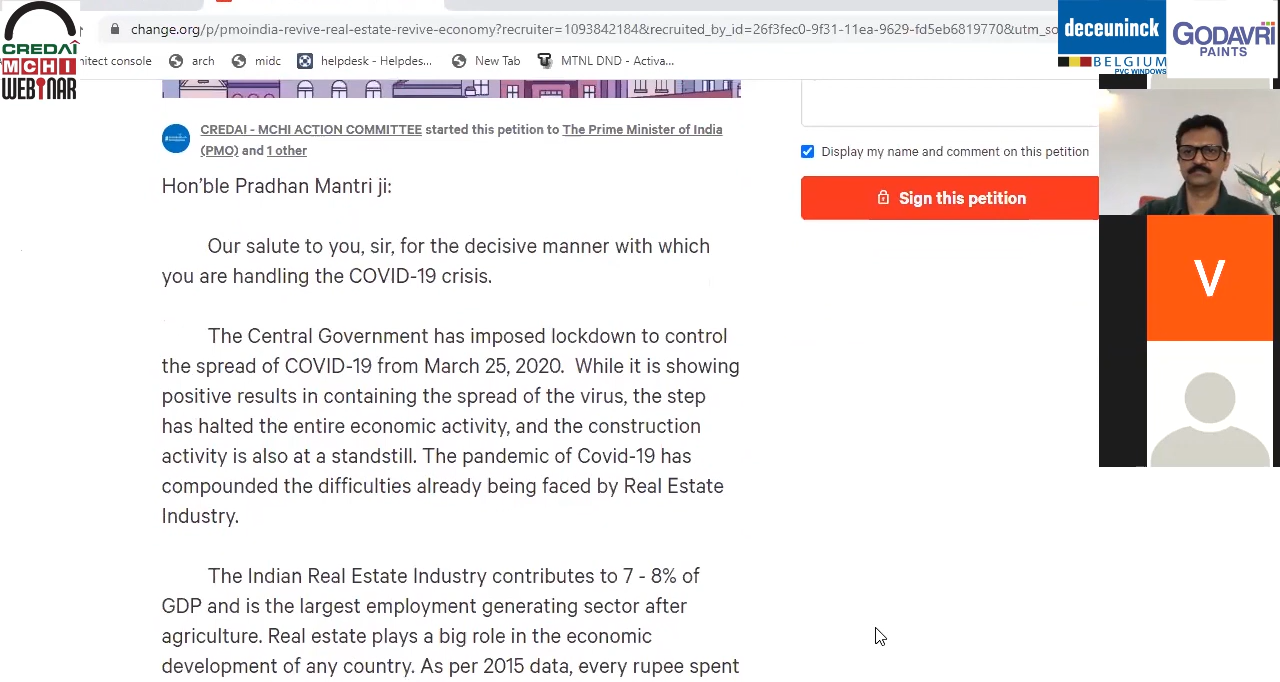 change.org/p/pmoindia-revive-real-estate-revive-economy?recruiter=1093842184&recruited_by_id=26f3fec0-9f31-11ea-9629-fd5eb6819770&utm_so
CREDAI
MCHI
WEBINAR
deceuninck
BELGIUM
PVC WINDOWS
GODAVRI
PAINTS
itect console
arch
midc
helpdesk - Helpdes...
New Tab
MTNL DND - Activa...
CREDAI - MCHI ACTION COMMITTEE started this petition to The Prime Minister of India
(PMO) and 1 other
Display my name and comment on this petition
Sign this petition
Hon’ble Pradhan Mantri ji:
Our salute to you, sir, for the decisive manner with which
you are handling the COVID-19 crisis.
V
The Central Government has imposed lockdown to control
the spread of COVID-19 from March 25, 2020. While it is showing
positive results in containing the spread of the virus, the step
has halted the entire economic activity, and the construction
activity is also at a standstill. The pandemic of Covid-19 has
compounded the difficulties already being faced by Real Estate
Industry.
The Indian Real Estate Industry contributes to 7 - 8% of
GDP and is the largest employment generating sector after
agriculture. Real estate plays a big role in the economic
development of any country. As per 2015 data, every rupee spent